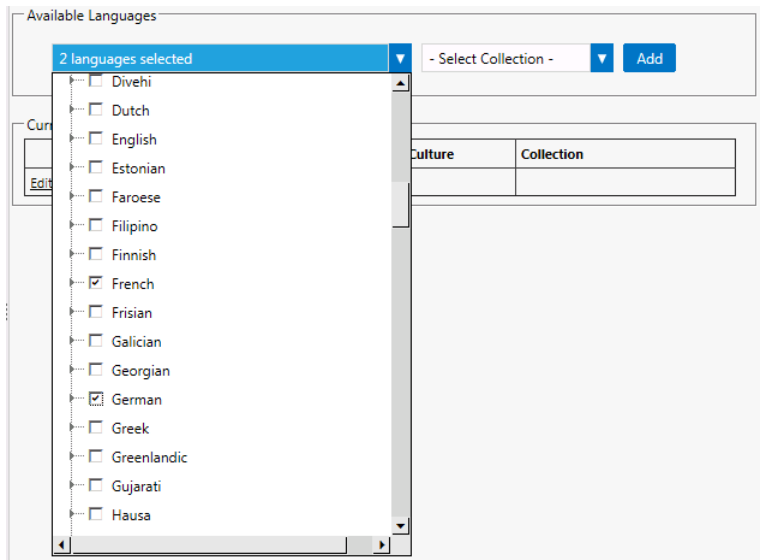 Available Languages
2 languages selected
- Select Collection -
Add
Divehi
Dutch
English
Estonian
Faroese
Filipino
Finnish
French
Frisian
Galician
Georgian
German
Greek
Greenlandic
Gujarati
Hausa
Culture
Collection
Edit